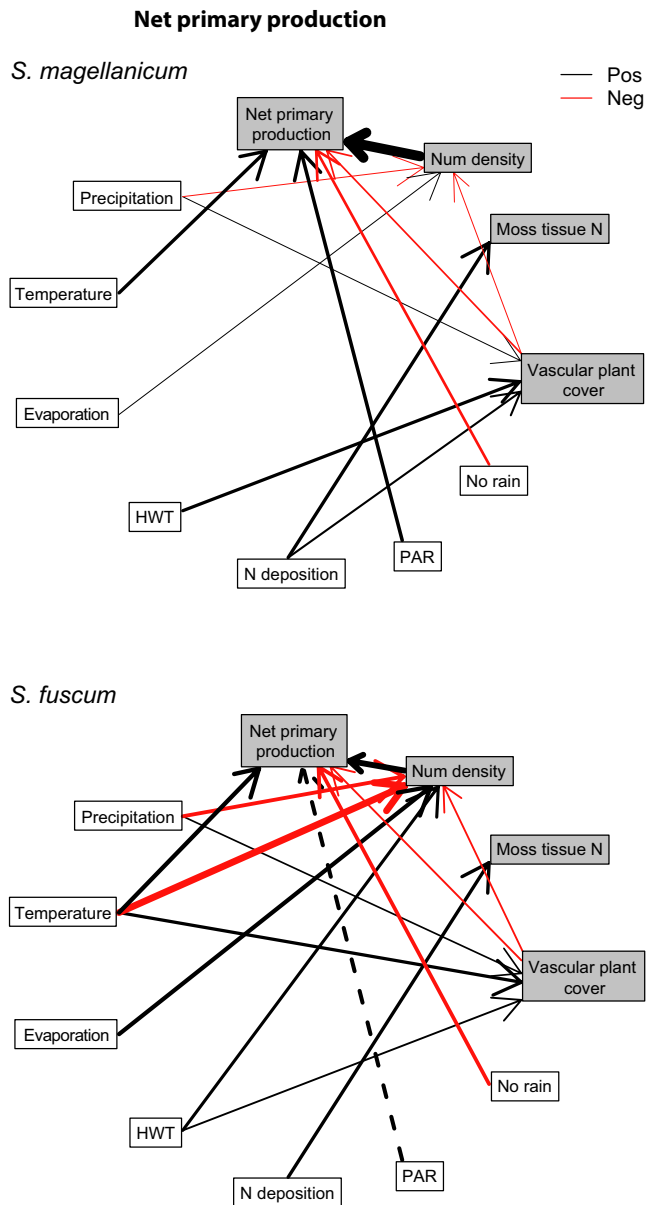 Net primary production
S. magellanicum
Pos
Neg
Net primary
production
Num density
Precipitation
Moss tissue N
Temperature
Vascular plant
cover
Evaporation
No rain
HWT
PAR
N deposition
S. fuscum
Net primary
production
Num density
Precipitation
Moss tissue N
Temperature
Vascular plant
cover
Evaporation
No rain
HWT
PAR
N deposition